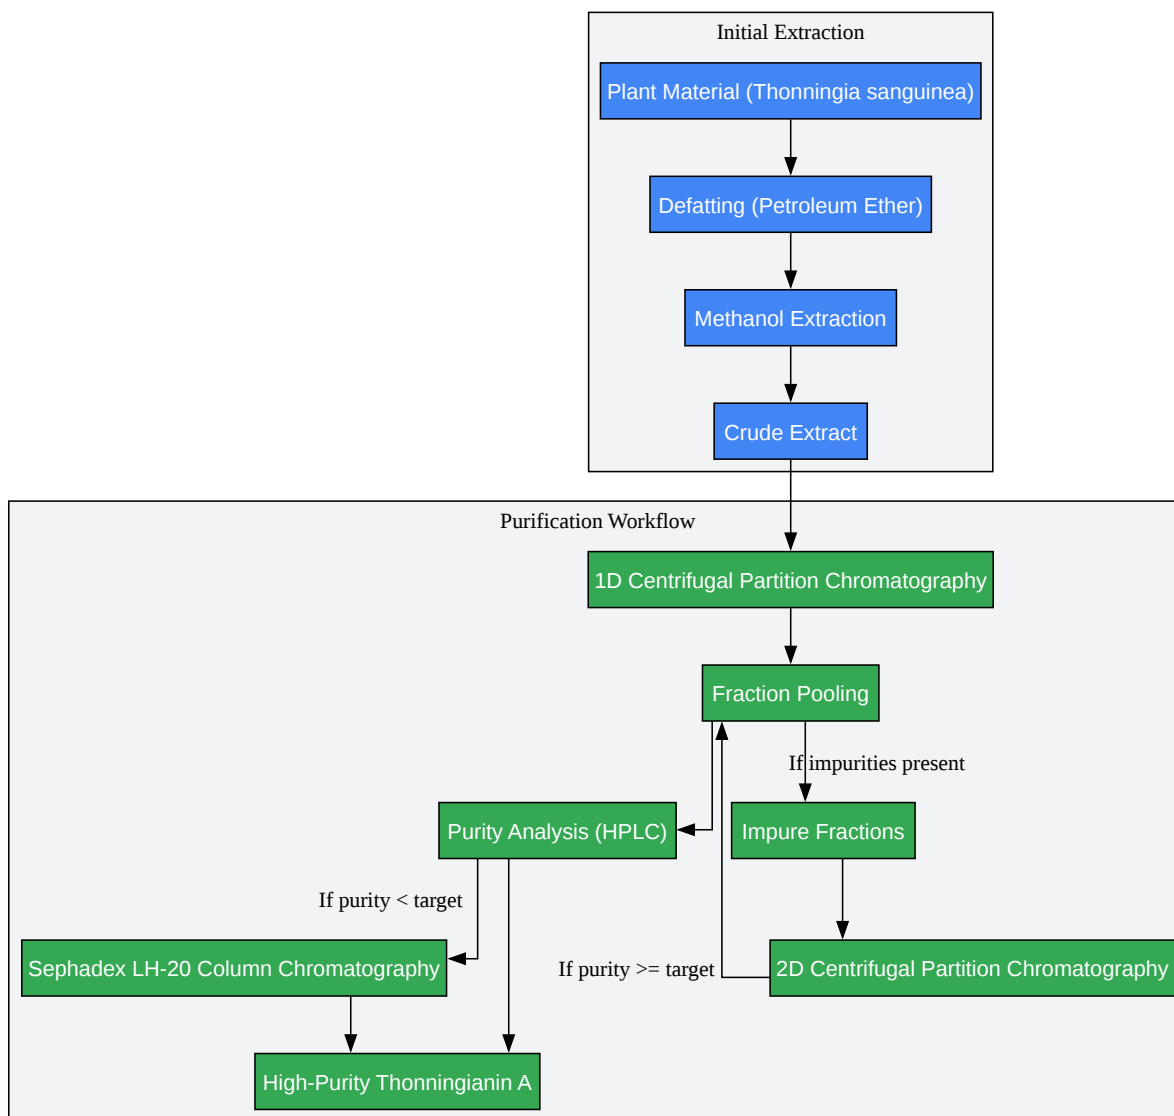 Initial Extraction
Plant Material (Thonningia sanguinea)
Defatting (Petroleum Ether)
Methanol Extraction
Crude Extract
Purification Workflow
1D Centrifugal Partition Chromatography
Fraction Pooling
If impurities present
Purity Analysis (HPLC)
Impure Fractions
If purity < target
Sephadex LH-20 Column Chromatography
If purity >= target
2D Centrifugal Partition Chromatography
High-Purity Thonningianin A